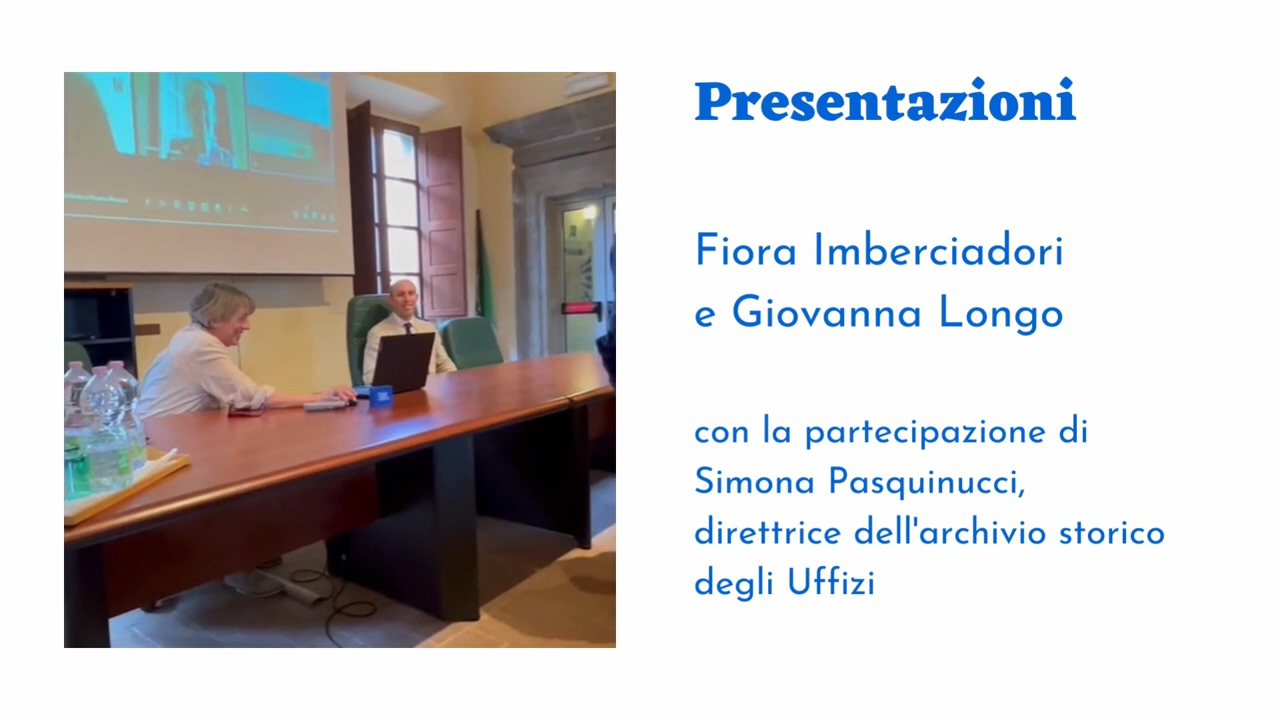 Presentazioni
Fiora Imberciadori
e Giovanna Longo
con la partecipazione di
Simona Pasquinucci,
direttrice dell'archivio storico
degli Uffizi